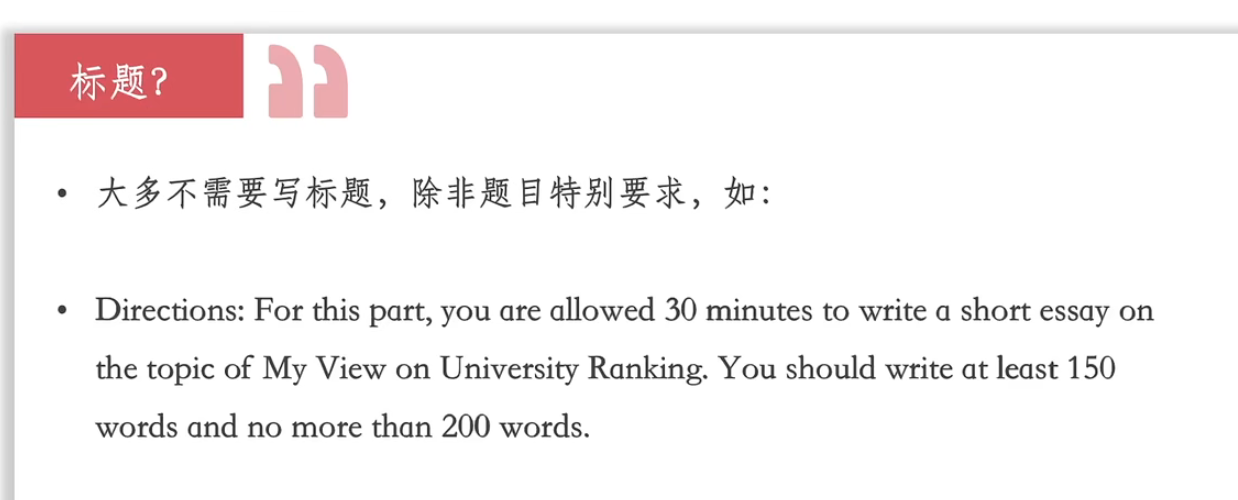 标题?
• 大多不需要写标题，除非题目特别要求，如：
• Directions: For this part, you are allowed 30 minutes to write a short essay on
the topic of My View on University Ranking. You should write at least 150
words and no more than 200 words.